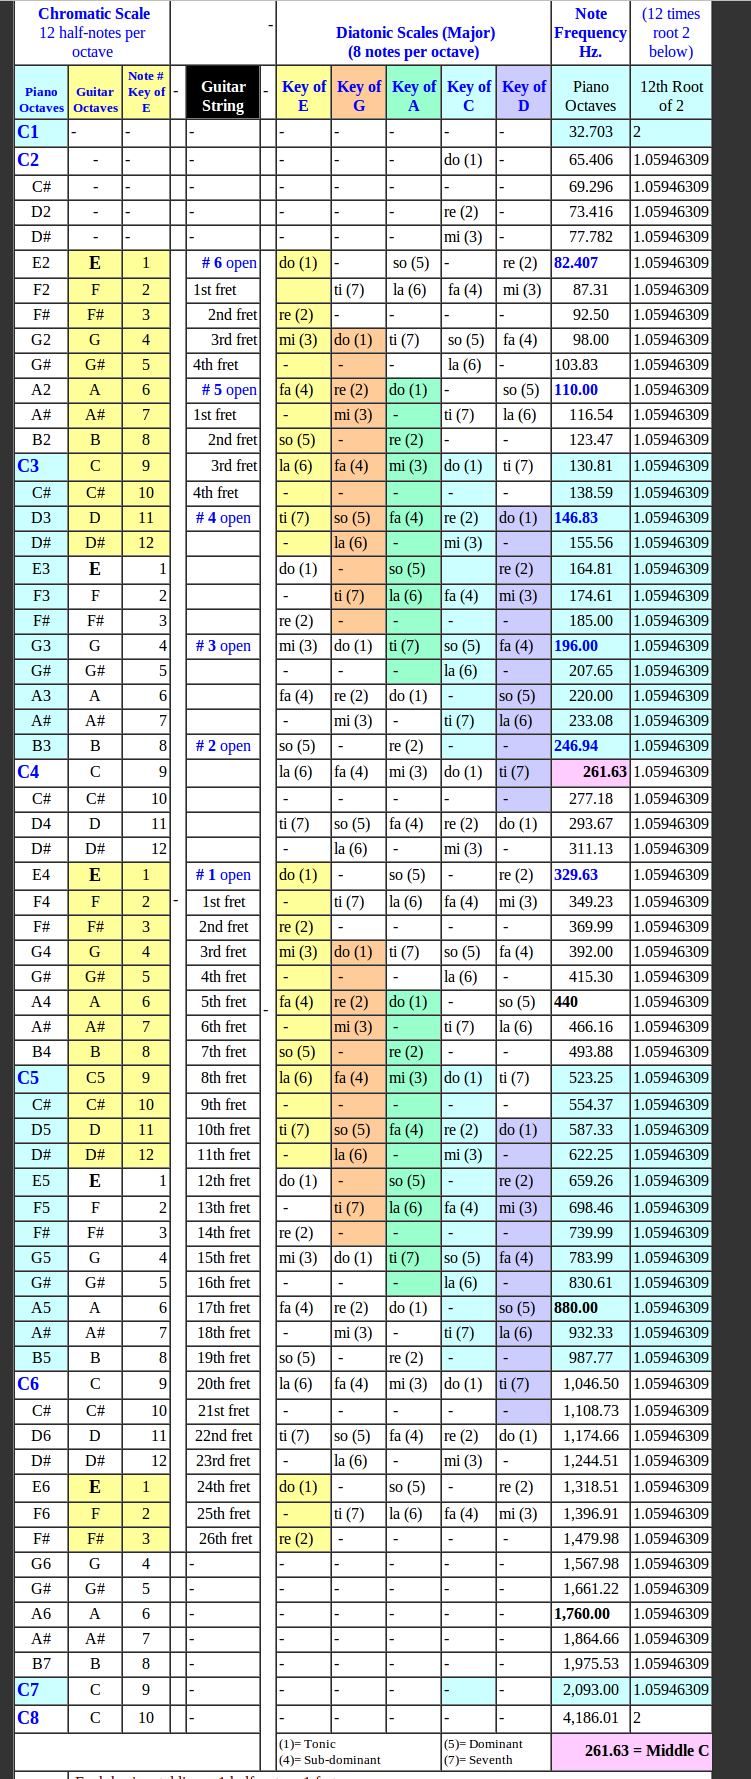 Chromatic Scale
12 half-notes per
octave
-
Diatonic Scales (Major)
(8 notes per octave)
Note
Frequency
Hz.
(12 times
root 2
below)
Piano
Octaves
Guitar
Octaves
Note #
Key of
E
-
Guitar
String
-
Key of
E
Key of
G
Key of
A
Key of
C
Key of
D
Piano
Octaves
12th Root
of 2
C1 - - - - - - - - 32.703 2
C2 - - - - - - do (1) - 65.406 1.05946309
C# - - - - - - - - 69.296 1.05946309
D2 - - - - - - re (2) - 73.416 1.05946309
D# - - - - - - mi (3) - 77.782 1.05946309
E2 E 1 # 6 open do (1) - so (5) - re (2) 82.407 1.05946309
F2 F 2 1st fret ti (7) la (6) fa (4) mi (3) 87.31 1.05946309
F# F# 3 2nd fret re (2) - - - - 92.50 1.05946309
G2 G 4 3rd fret mi (3) do (1) ti (7) so (5) fa (4) 98.00 1.05946309
G# G# 5 4th fret - - - la (6) - 103.83 1.05946309
A2 A 6 # 5 open fa (4) re (2) do (1) - so (5) 110.00 1.05946309
A# A# 7 1st fret - mi (3) - ti (7) la (6) 116.54 1.05946309
B2 B 8 2nd fret so (5) - re (2) - - 123.47 1.05946309
C3 C 9 3rd fret la (6) fa (4) mi (3) do (1) ti (7) 130.81 1.05946309
C# C# 10 4th fret - - - - - 138.59 1.05946309
D3 D 11 # 4 open ti (7) so (5) fa (4) re (2) do (1) 146.83 1.05946309
D# D# 12 - la (6) - mi (3) - 155.56 1.05946309
E3 E 1 do (1) - so (5) re (2) 164.81 1.05946309
F3 F 2 - ti (7) la (6) fa (4) mi (3) 174.61 1.05946309
F# F# 3 re (2) - - - - 185.00 1.05946309
G3 G 4 # 3 open mi (3) do (1) ti (7) so (5) fa (4) 196.00 1.05946309
G# G# 5 - - - la (6) - 207.65 1.05946309
A3 A 6 fa (4) re (2) do (1) - so (5) 220.00 1.05946309
A# A# 7 - mi (3) - ti (7) la (6) 233.08 1.05946309
B3 B 8 # 2 open so (5) - re (2) - - 246.94 1.05946309
C4 C 9 la (6) fa (4) mi (3) do (1) ti (7) 261.63 1.05946309
C# C# 10 - - - - - 277.18 1.05946309
D4 D 11 ti (7) so (5) fa (4) re (2) do (1) 293.67 1.05946309
D# D# 12 - la (6) - mi (3) - 311.13 1.05946309
E4 E 1 # 1 open do (1) - so (5) - re (2) 329.63 1.05946309
F4 F 2 - 1st fret - ti (7) la (6) fa (4) mi (3) 349.23 1.05946309
F# F# 3 2nd fret re (2) - - - - 369.99 1.05946309
G4 G 4 3rd fret mi (3) do (1) ti (7) so (5) fa (4) 392.00 1.05946309
G# G# 5 4th fret - - - la (6) - 415.30 1.05946309
A4 A 6 5th fret - fa (4) re (2) do (1) - so (5) 440 1.05946309
A# A# 7 6th fret - mi (3) - ti (7) la (6) 466.16 1.05946309
B4 B 8 7th fret so (5) - re (2) - - 493.88 1.05946309
C5 C5 9 8th fret la (6) fa (4) mi (3) do (1) ti (7) 523.25 1.05946309
C# C# 10 9th fret - - - - - 554.37 1.05946309
D5 D 11 10th fret ti (7) so (5) fa (4) re (2) do (1) 587.33 1.05946309
D# D# 12 11th fret - la (6) - mi (3) - 622.25 1.05946309
E5 E 1 12th fret do (1) - so (5) - re (2) 659.26 1.05946309
F5 F 2 13th fret - ti (7) la (6) fa (4) mi (3) 698.46 1.05946309
F# F# 3 14th fret re (2) - - - - 739.99 1.05946309
G5 G 4 15th fret mi (3) do (1) ti (7) so (5) fa (4) 783.99 1.05946309
G# G# 5 16th fret - - - la (6) - 830.61 1.05946309
A5 A 6 17th fret fa (4) re (2) do (1) - so (5) 880.00 1.05946309
A# A# 7 18th fret - mi (3) - ti (7) la (6) 932.33 1.05946309
B5 B 8 19th fret so (5) - re (2) - - 987.77 1.05946309
C6 C 9 20th fret la (6) fa (4) mi (3) do (1) ti (7) 1,046.50 1.05946309
C# C# 10 21st fret - - - - - 1,108.73 1.05946309
D6 D 11 22nd fret ti (7) so (5) fa (4) re (2) do (1) 1,174.66 1.05946309
D# D# 12 23rd fret - la (6) - mi (3) - 1,244.51 1.05946309
E6 E 1 24th fret do (1) - so (5) - re (2) 1,318.51 1.05946309
F6 F 2 25th fret - ti (7) la (6) fa (4) mi (3) 1,396.91 1.05946309
F# F# 3 26th fret re (2) - - - - 1,479.98 1.05946309
G6 G 4 - - - - - - 1,567.98 1.05946309
G# G# 5 - - - - - - 1,661.22 1.05946309
A6 A 6 - - - - - - 1,760.00 1.05946309
A# A# 7 - - - - - - 1,864.66 1.05946309
B7 B 8 - - - - - - 1,975.53 1.05946309
C7 C 9 - - - - - - 2,093.00 1.05946309
C8 C 10 - - - - - - 4,186.01 2
(1)= Tonic
(4)= Sub-dominant
(5)= Dominant
(7)= Seventh
261.63 = Middle C